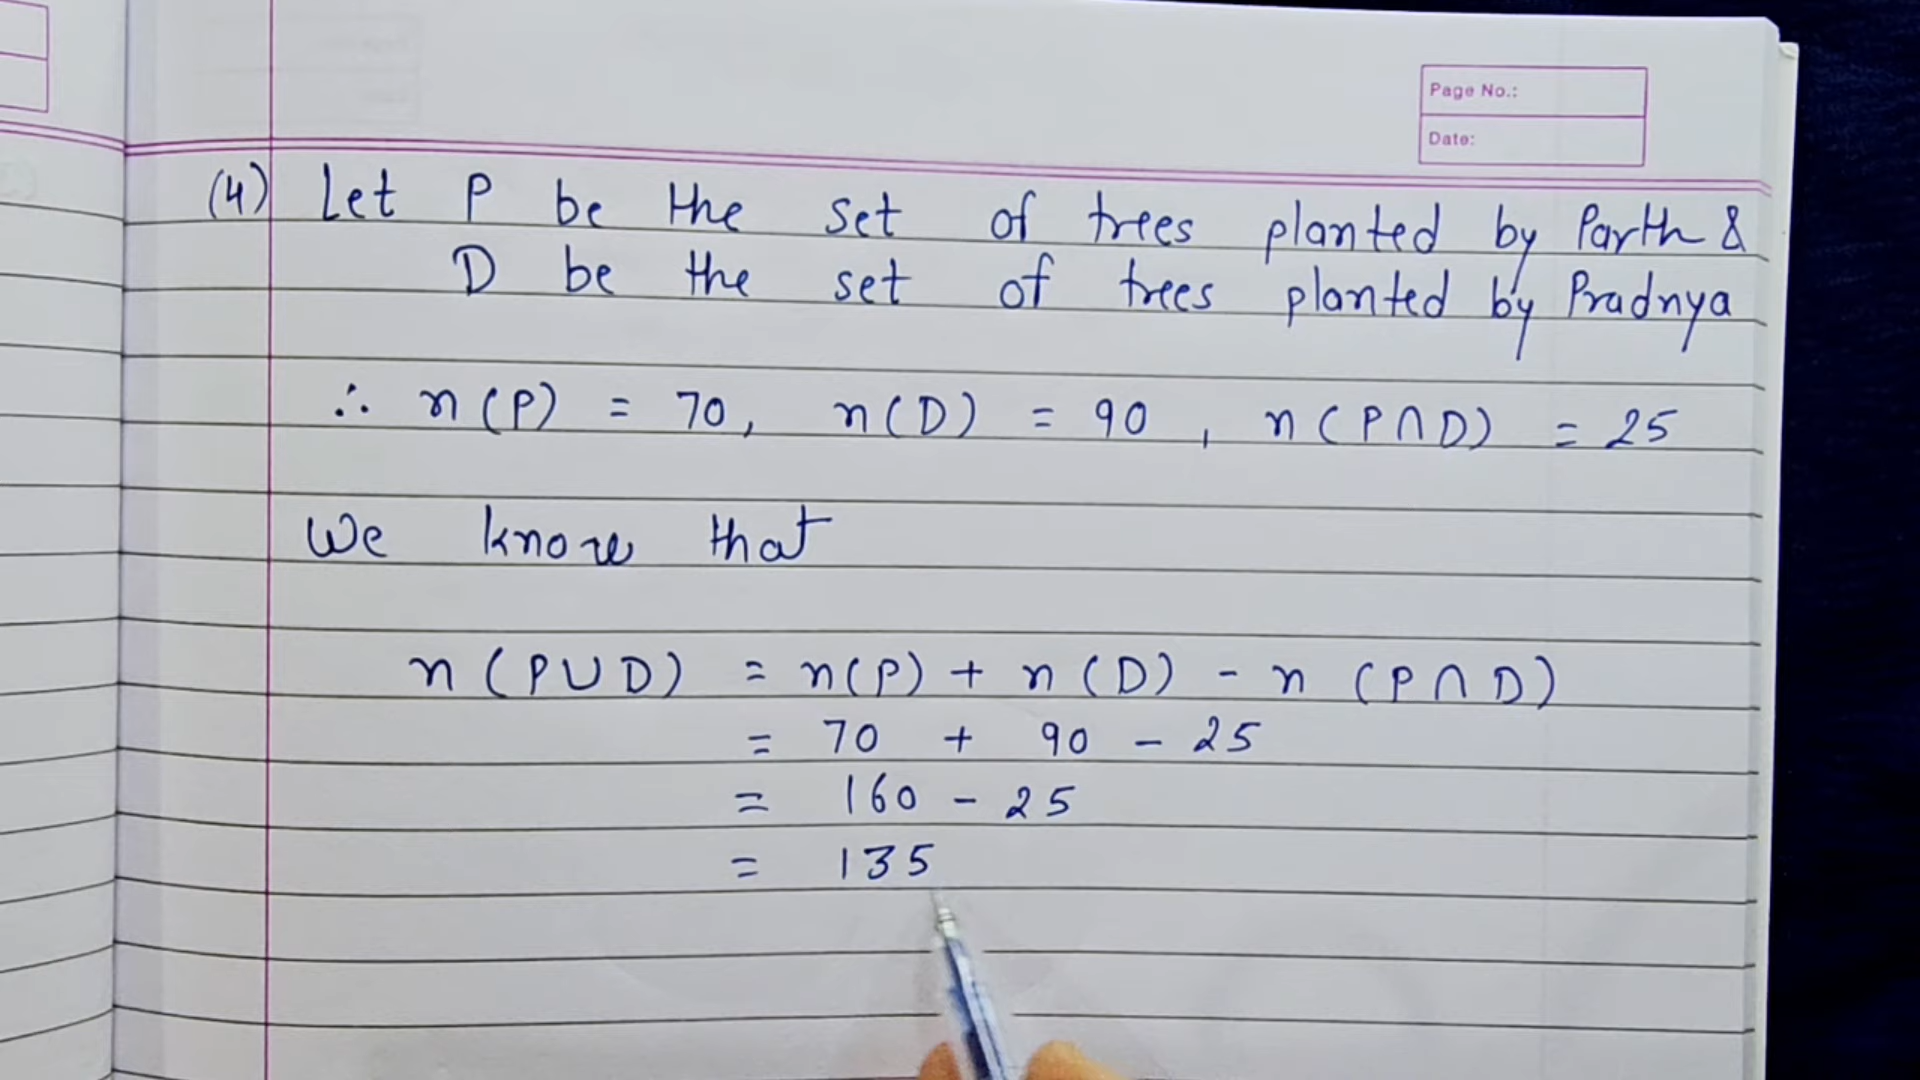 Page No.:
Date:
(4) Let P be the set of trees planted by Parth &
D be the set of trees planted by Pradnya
∴ n(P) = 70, n(D) = 90, n(P∩D) = 25
We know that
n(P∪D) = n(P) + n(D) - n(P∩D)
= 70 + 90 - 25
= 160 - 25
= 135